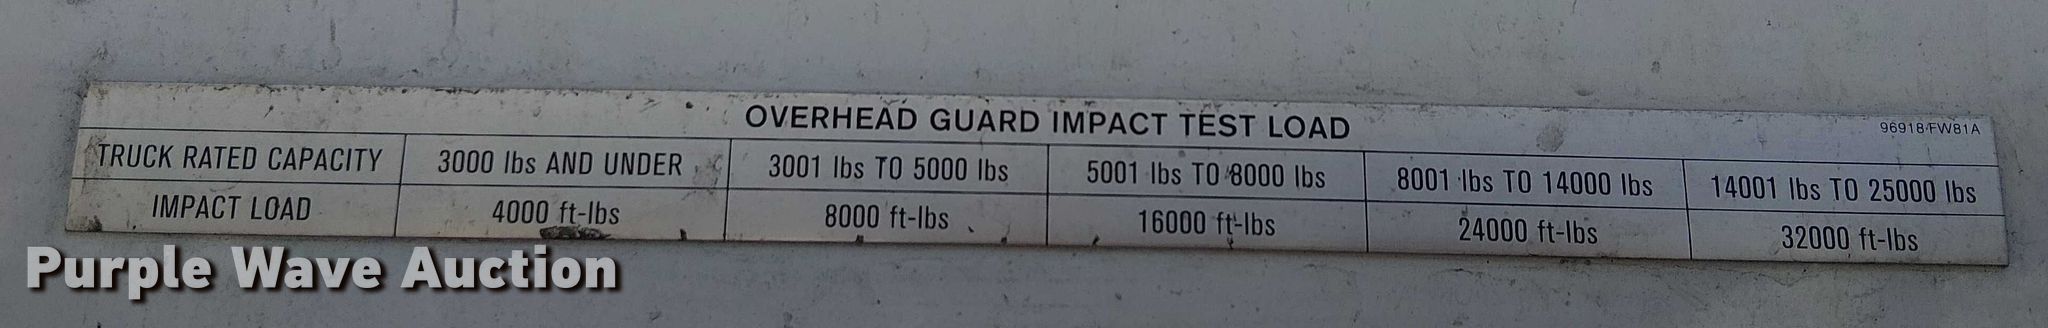 OVERHEAD GUARD IMPACT TEST LOAD
96918-FW81A
TRUCK RATED CAPACITY 3000 lbs AND UNDER 3001 lbs TO 5000 lbs 5001 lbs TO 8000 lbs 8001 lbs TO 14000 lbs 14001 lbs TO 25000 lbs
IMPACT LOAD 4000 ft-lbs 8000 ft-lbs 16000 ft-lbs 24000 ft-lbs 32000 ft-lbs
Purple Wave Auction